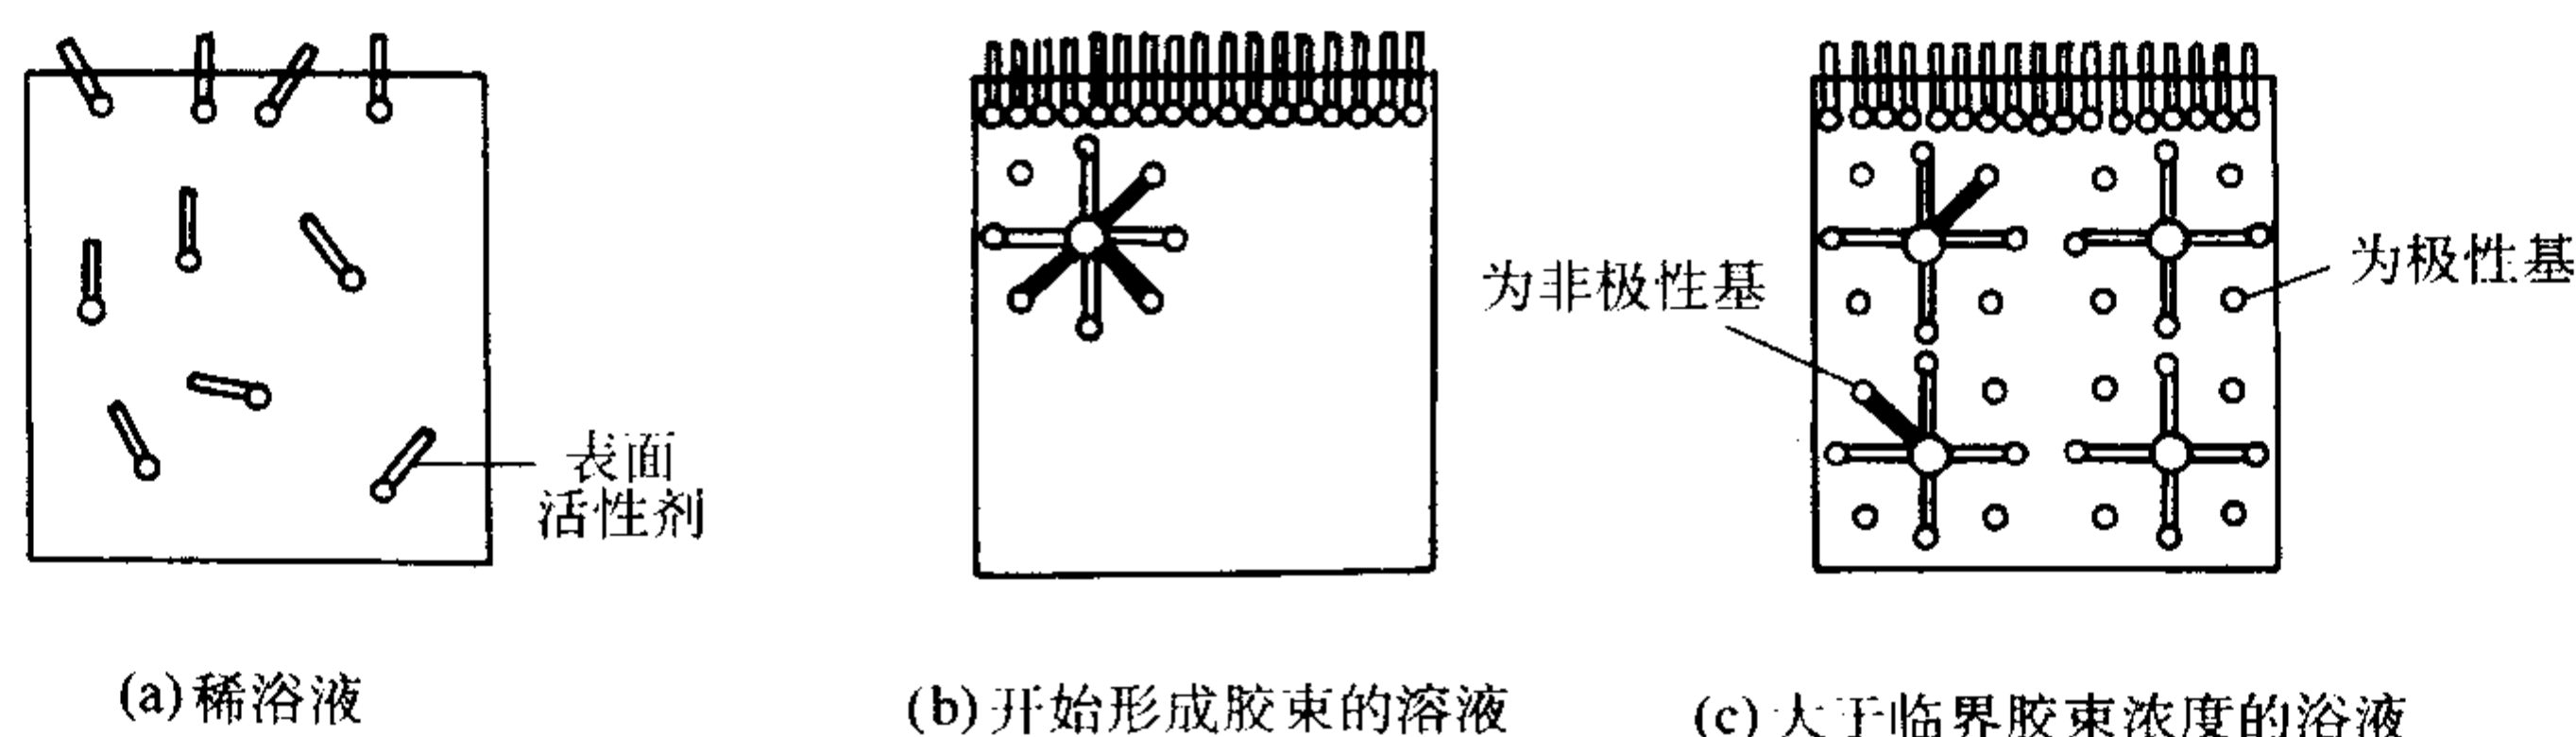 为非极性基
为极性基
表面
活性剂
(a)稀浴液
(b)开始形成胶束的溶液
(c)大于临界胶束浓度的浴液